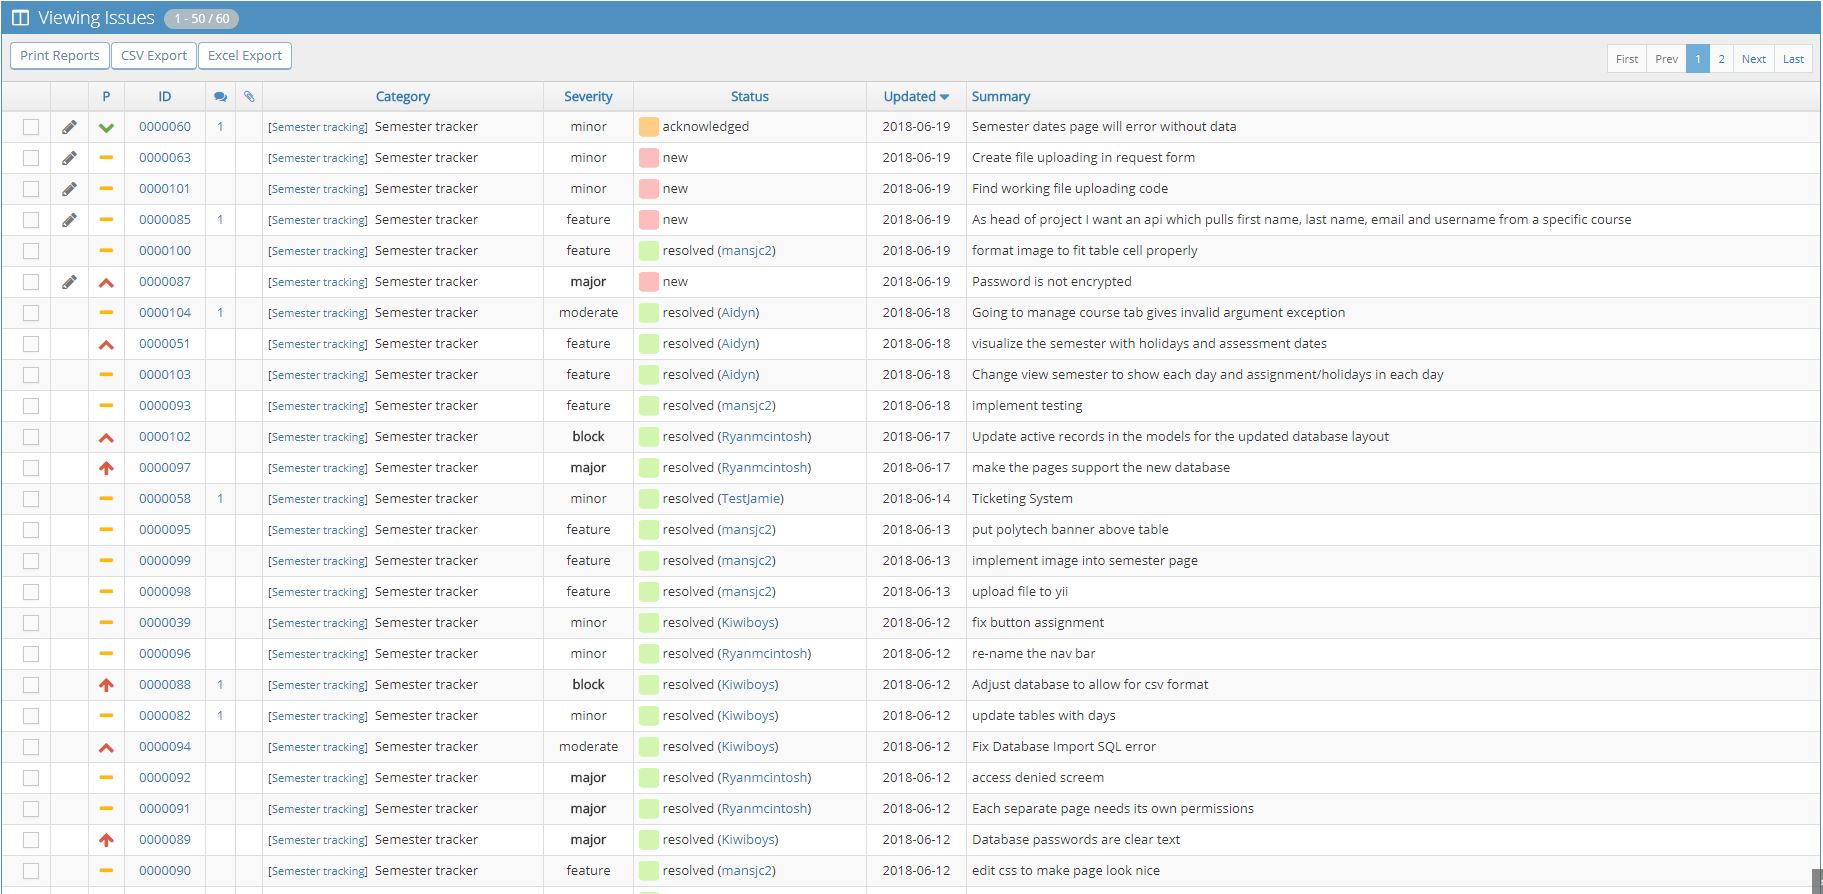 Viewing Issues 1 - 50 / 60
Print Reports CSV Export Excel Export First Prev 1 2 Next Last
P ID Category Severity Status Updated Summary
0000060 1 [Semester tracking] Semester tracker minor acknowledged 2018-06-19 Semester dates page will error without data
0000063 [Semester tracking] Semester tracker minor new 2018-06-19 Create file uploading in request form
0000101 [Semester tracking] Semester tracker minor new 2018-06-19 Find working file uploading code
0000085 1 [Semester tracking] Semester tracker feature new 2018-06-19 As head of project I want an api which pulls first name, last name, email and username from a specific course
0000100 [Semester tracking] Semester tracker feature resolved (mansjc2) 2018-06-19 format image to fit table cell properly
0000087 [Semester tracking] Semester tracker major new 2018-06-19 Password is not encrypted
0000104 1 [Semester tracking] Semester tracker moderate resolved (Aidyn) 2018-06-18 Going to manage course tab gives invalid argument exception
0000051 [Semester tracking] Semester tracker feature resolved (Aidyn) 2018-06-18 visualize the semester with holidays and assessment dates
0000103 [Semester tracking] Semester tracker feature resolved (Aidyn) 2018-06-18 Change view semester to show each day and assignment/holidays in each day
0000093 [Semester tracking] Semester tracker feature resolved (mansjc2) 2018-06-18 implement testing
0000102 [Semester tracking] Semester tracker block resolved (Ryanmcintosh) 2018-06-17 Update active records in the models for the updated database layout
0000097 [Semester tracking] Semester tracker major resolved (Ryanmcintosh) 2018-06-17 make the pages support the new database
0000058 1 [Semester tracking] Semester tracker minor resolved (TestJamie) 2018-06-14 Ticketing System
0000095 [Semester tracking] Semester tracker feature resolved (mansjc2) 2018-06-13 put polytech banner above table
0000099 [Semester tracking] Semester tracker feature resolved (mansjc2) 2018-06-13 implement image into semester page
0000098 [Semester tracking] Semester tracker feature resolved (mansjc2) 2018-06-13 upload file to yii
0000039 [Semester tracking] Semester tracker minor resolved (Kiwiboys) 2018-06-12 fix button assignment
0000096 [Semester tracking] Semester tracker minor resolved (Ryanmcintosh) 2018-06-12 re-name the nav bar
0000088 1 [Semester tracking] Semester tracker block resolved (Kiwiboys) 2018-06-12 Adjust database to allow for csv format
0000082 1 [Semester tracking] Semester tracker minor resolved (Kiwiboys) 2018-06-12 update tables with days
0000094 [Semester tracking] Semester tracker moderate resolved (Kiwiboys) 2018-06-12 Fix Database Import SQL error
0000092 [Semester tracking] Semester tracker major resolved (Ryanmcintosh) 2018-06-12 access denied screem
0000091 [Semester tracking] Semester tracker major resolved (Ryanmcintosh) 2018-06-12 Each separate page needs its own permissions
0000089 [Semester tracking] Semester tracker major resolved (Kiwiboys) 2018-06-12 Database passwords are clear text
0000090 [Semester tracking] Semester tracker feature resolved (mansjc2) 2018-06-12 edit css to make page look nice